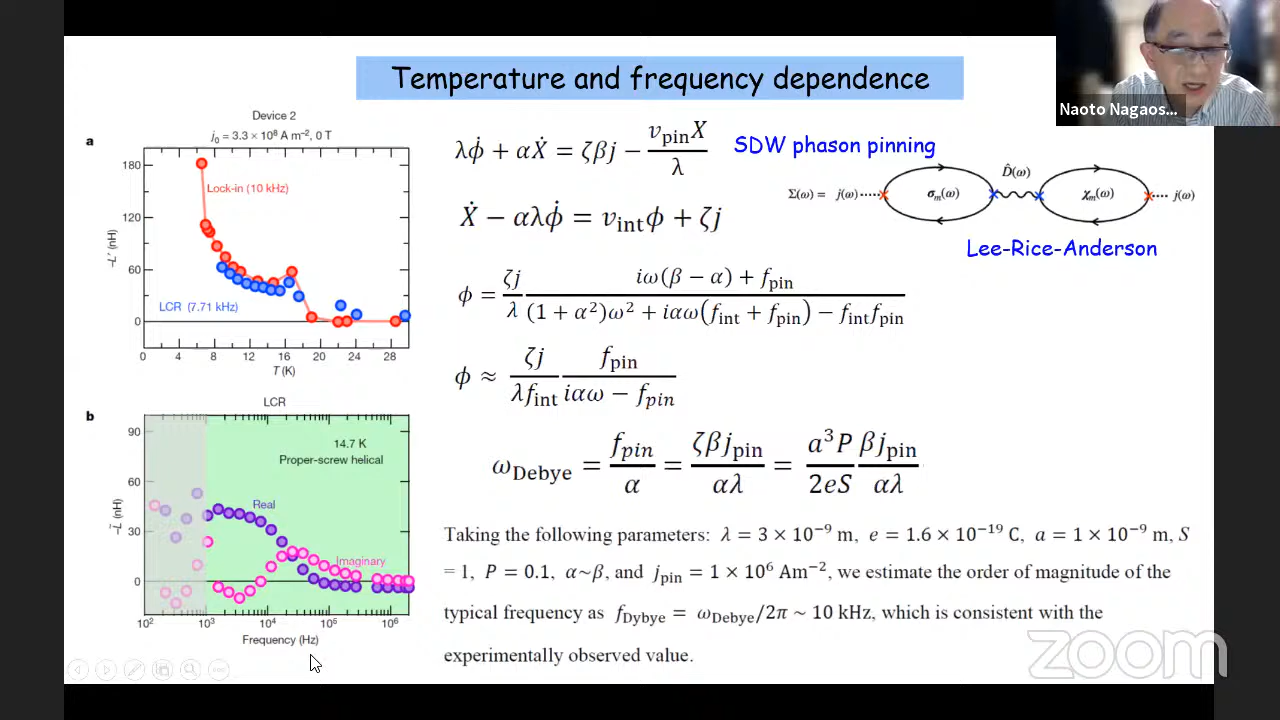 Temperature and frequency dependence
Naoto Nagaos...
Device 2
j₀ = 3.3 × 10⁸ A m⁻², 0 T
a
−L′ (nH)
180
120
60
0
Lock-in (10 kHz)
LCR (7.71 kHz)
0 4 8 12 16 20 24 28
T (K)
LCR
b
−L̃ (nH)
90
60
30
0
14.7 K
Proper-screw helical
Real
Imaginary
10² 10³ 10⁴ 10⁵ 10⁶
Frequency (Hz)
λϕ̇ + αẊ = ζβj − v_pin X / λ
SDW phason pinning
Ẋ − αλϕ̇ = v_int ϕ + ζj
Σ(ω) = j(ω) σ_m(ω) D̂(ω) χ_m(ω) j(ω)
Lee-Rice-Anderson
ϕ = ζj/λ (iω(β − α) + f_pin) / ((1 + α²)ω² + iαω(f_int + f_pin) − f_int f_pin)
ϕ ≈ ζj/(λf_int) f_pin/(iαω − f_pin)
ω_Debye = f_pin/α = ζβj_pin/(αλ) = a³P/(2eS) βj_pin/(αλ)
Taking the following parameters: λ = 3 × 10⁻⁹ m, e = 1.6 × 10⁻¹⁹ C, a = 1 × 10⁻⁹ m, S
= 1, P = 0.1, α~β, and j_pin = 1 × 10⁶ Am⁻², we estimate the order of magnitude of the
typical frequency as f_Dybye = ω_Debye/2π ~ 10 kHz, which is consistent with the
experimentally observed value.
zoom